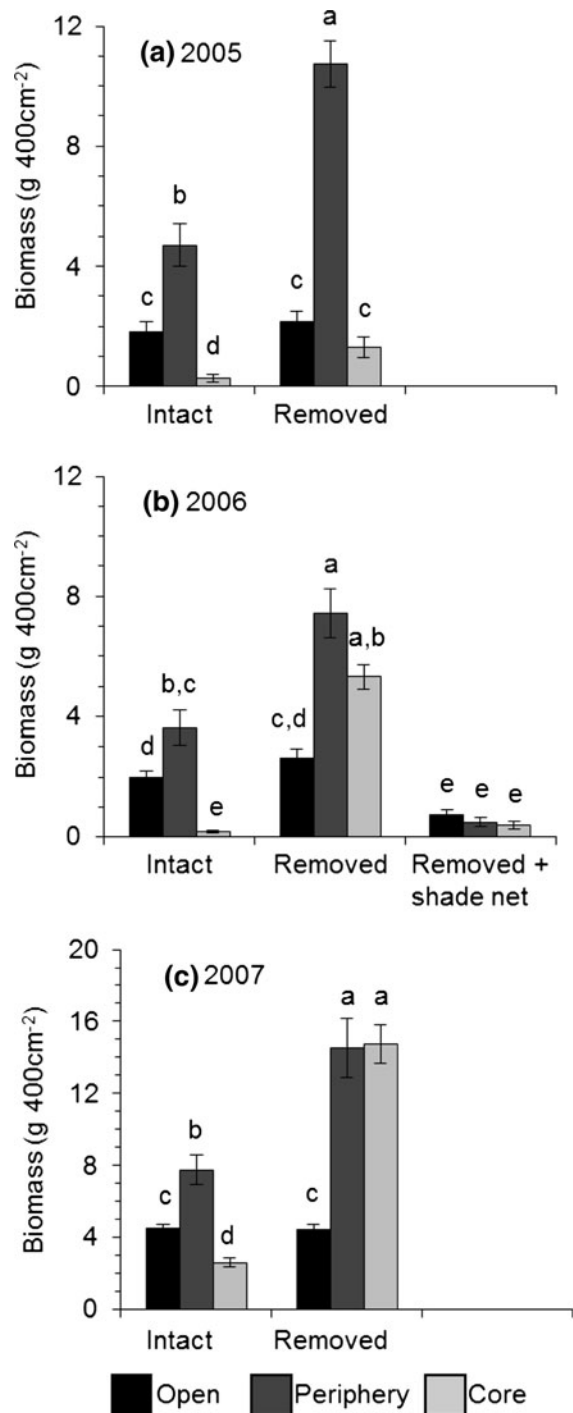 (a) 2005
Biomass (g 400cm-2)
12
8
4
0
c
b
d
c
a
c
Intact
Removed
(b) 2006
Biomass (g 400cm-2)
12
8
4
0
d
b,c
e
c,d
a
a,b
e
e
e
Intact
Removed
Removed +
shade net
(c) 2007
Biomass (g 400cm-2)
20
16
12
8
4
0
c
b
d
c
a
a
Intact
Removed
Open
Periphery
Core